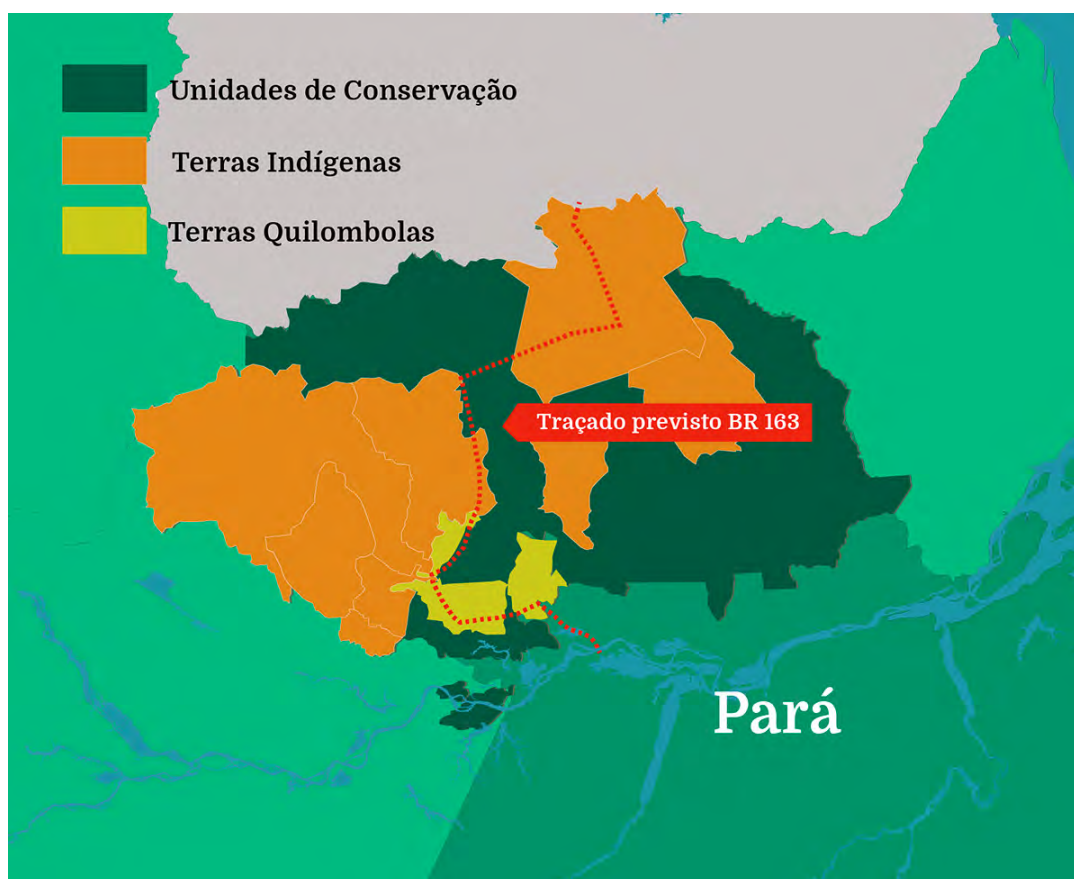 Unidades de Conservação
Terras Indígenas
Terras Quilombolas
Traçado previsto BR 163
Pará